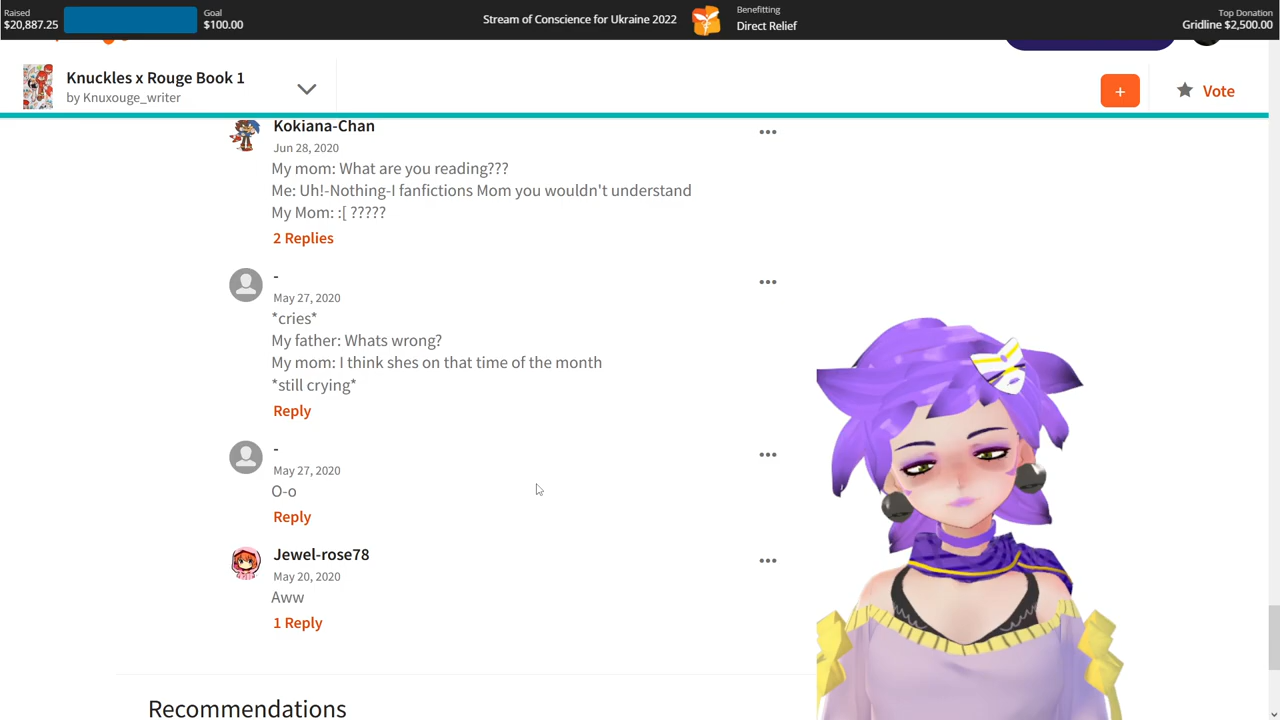 Raised
$20,887.25
Goal
$100.00
Stream of Conscience for Ukraine 2022
Benefitting
Direct Relief
Top Donation
Gridline $2,500.00
Knuckles x Rouge Book 1
by Knuxouge_writer
+
Vote
Kokiana-Chan
Jun 28, 2020
My mom: What are you reading???
Me: Uh!-Nothing-I fanfictions Mom you wouldn't understand
My Mom: :[ ?????
2 Replies
-
May 27, 2020
*cries*
My father: Whats wrong?
My mom: I think shes on that time of the month
*still crying*
Reply
-
May 27, 2020
O-o
Reply
Jewel-rose78
May 20, 2020
Aww
1 Reply
Recommendations